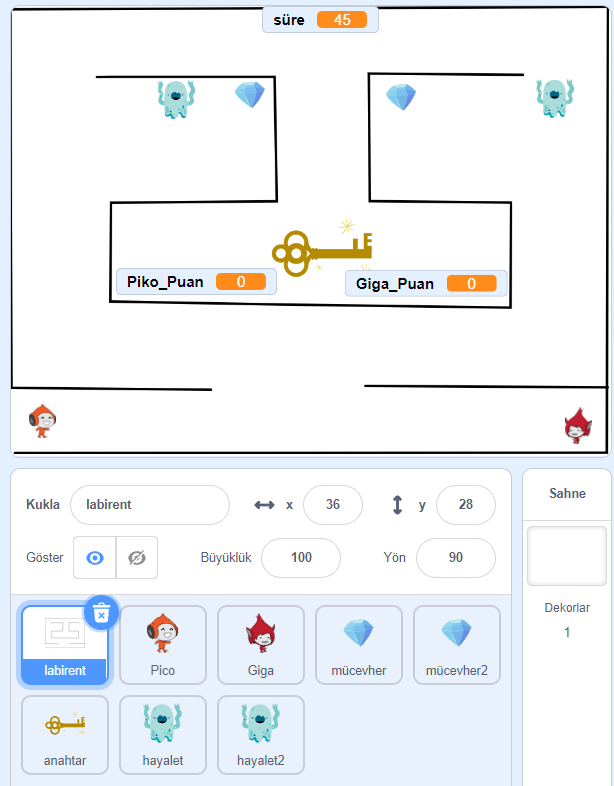 süre 45
Piko_Puan 0
Giga_Puan 0
Kukla labirent x 36 y 28
Göster Büyüklük 100 Yön 90
Sahne
Dekorlar
1
labirent Pico Giga mücevher mücevher2
anahtar hayalet hayalet2